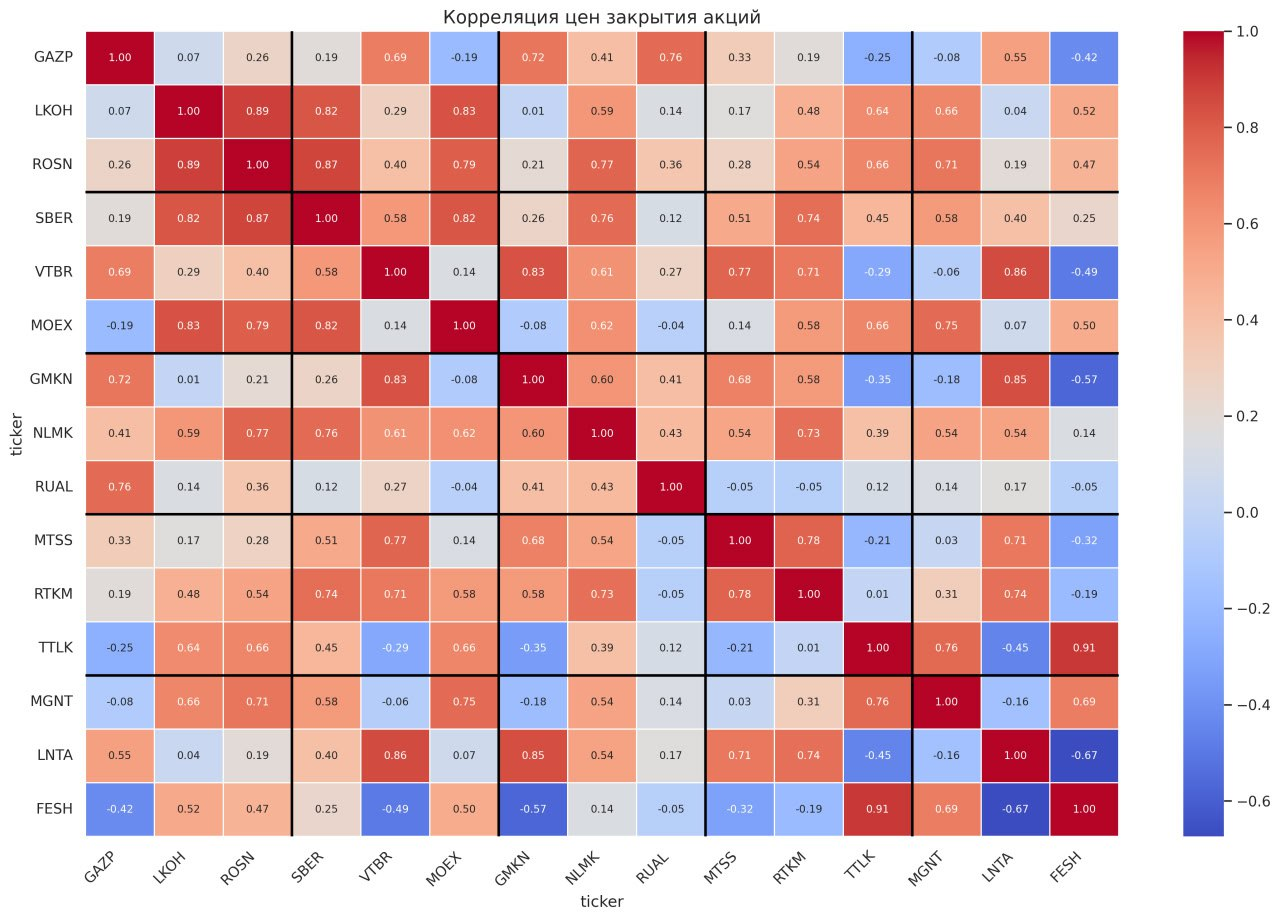 Корреляция цен закрытия акций
GAZP 1.00 0.07 0.26 0.19 0.69 -0.19 0.72 0.41 0.76 0.33 0.19 -0.25 -0.08 0.55 -0.42
LKOH 0.07 1.00 0.89 0.82 0.29 0.83 0.01 0.59 0.14 0.17 0.48 0.64 0.66 0.04 0.52
ROSN 0.26 0.89 1.00 0.87 0.40 0.79 0.21 0.77 0.36 0.28 0.54 0.66 0.71 0.19 0.47
SBER 0.19 0.82 0.87 1.00 0.58 0.82 0.26 0.76 0.12 0.51 0.74 0.45 0.58 0.40 0.25
VTBR 0.69 0.29 0.40 0.58 1.00 0.14 0.83 0.61 0.27 0.77 0.71 -0.29 -0.06 0.86 -0.49
MOEX -0.19 0.83 0.79 0.82 0.14 1.00 -0.08 0.62 -0.04 0.14 0.58 0.66 0.75 0.07 0.50
GMKN 0.72 0.01 0.21 0.26 0.83 -0.08 1.00 0.60 0.41 0.68 0.58 -0.35 -0.18 0.85 -0.57
NLMK 0.41 0.59 0.77 0.76 0.61 0.62 0.60 1.00 0.43 0.54 0.73 0.39 0.54 0.54 0.14
RUAL 0.76 0.14 0.36 0.12 0.27 -0.04 0.41 0.43 1.00 -0.05 -0.05 0.12 0.14 0.17 -0.05
MTSS 0.33 0.17 0.28 0.51 0.77 0.14 0.68 0.54 -0.05 1.00 0.78 -0.21 0.03 0.71 -0.32
RTKM 0.19 0.48 0.54 0.74 0.71 0.58 0.58 0.73 -0.05 0.78 1.00 0.01 0.31 0.74 -0.19
TTLK -0.25 0.64 0.66 0.45 -0.29 0.66 -0.35 0.39 0.12 -0.21 0.01 1.00 0.76 -0.45 0.91
MGNT -0.08 0.66 0.71 0.58 -0.06 0.75 -0.18 0.54 0.14 0.03 0.31 0.76 1.00 -0.16 0.69
LNTA 0.55 0.04 0.19 0.40 0.86 0.07 0.85 0.54 0.17 0.71 0.74 -0.45 -0.16 1.00 -0.67
FESH -0.42 0.52 0.47 0.25 -0.49 0.50 -0.57 0.14 -0.05 -0.32 -0.19 0.91 0.69 -0.67 1.00
ticker
GAZP LKOH ROSN SBER VTBR MOEX GMKN NLMK RUAL MTSS RTKM TTLK MGNT LNTA FESH
ticker
1.0
0.8
0.6
0.4
0.2
0.0
−0.2
−0.4
−0.6